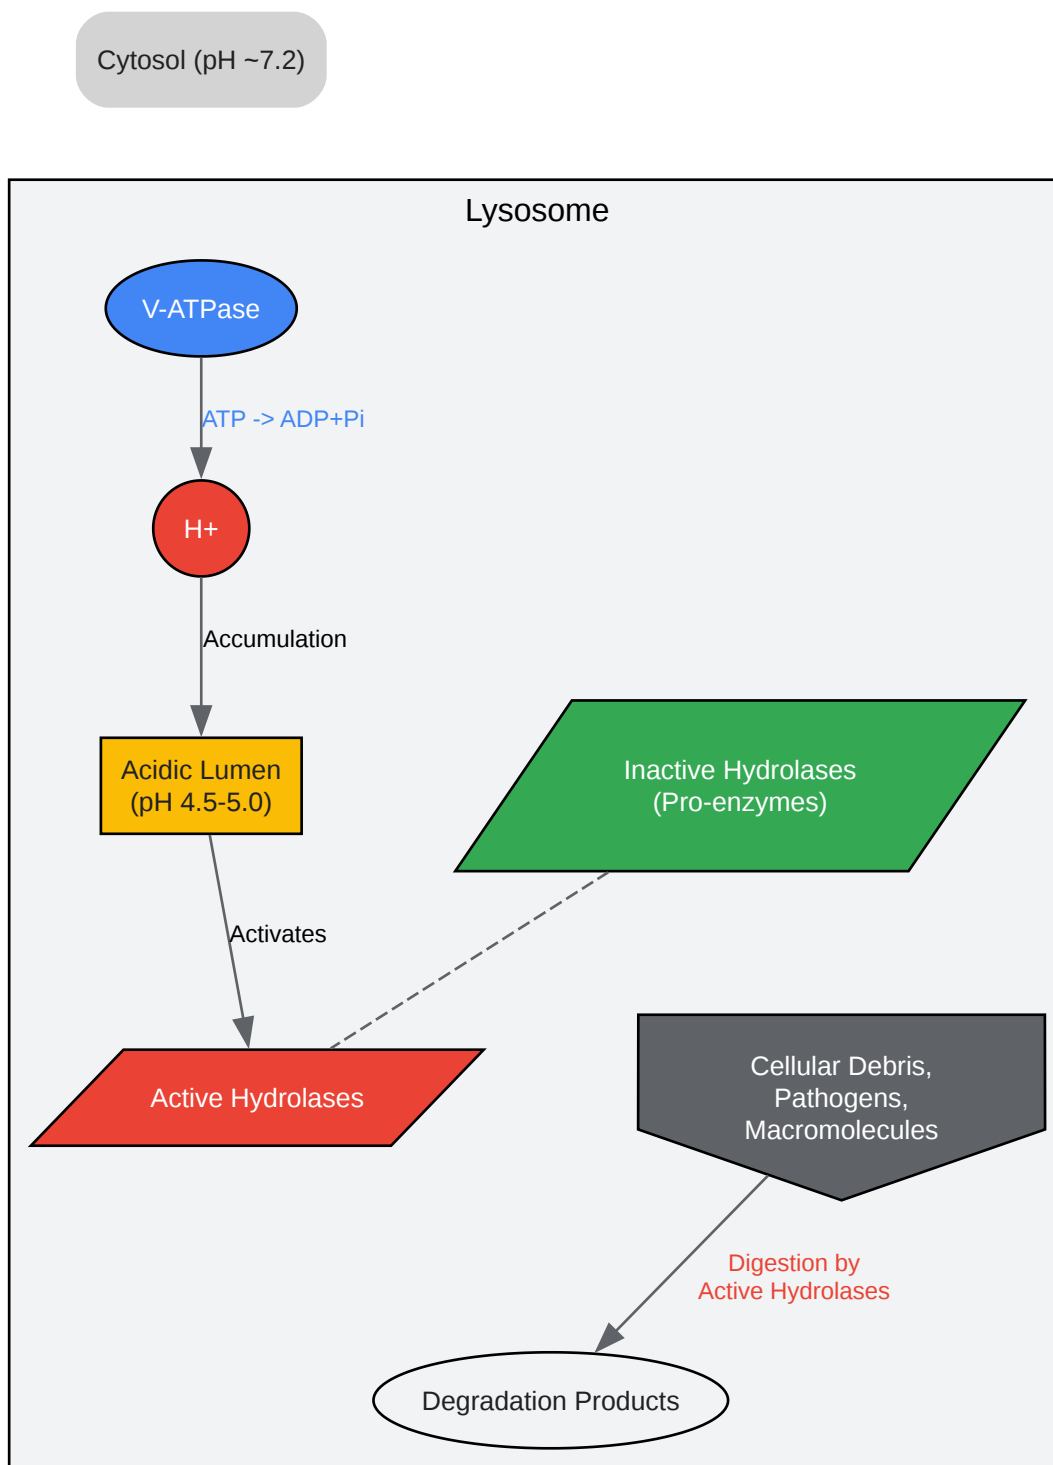 Cytosol (pH ~7.2)
Lysosome
V-ATPase
ATP -> ADP+Pi
H+
Accumulation
Acidic Lumen
(pH 4.5-5.0)
Inactive Hydrolases
(Pro-enzymes)
Activates
Active Hydrolases
Cellular Debris,
Pathogens,
Macromolecules
Digestion by
Active Hydrolases
Degradation Products